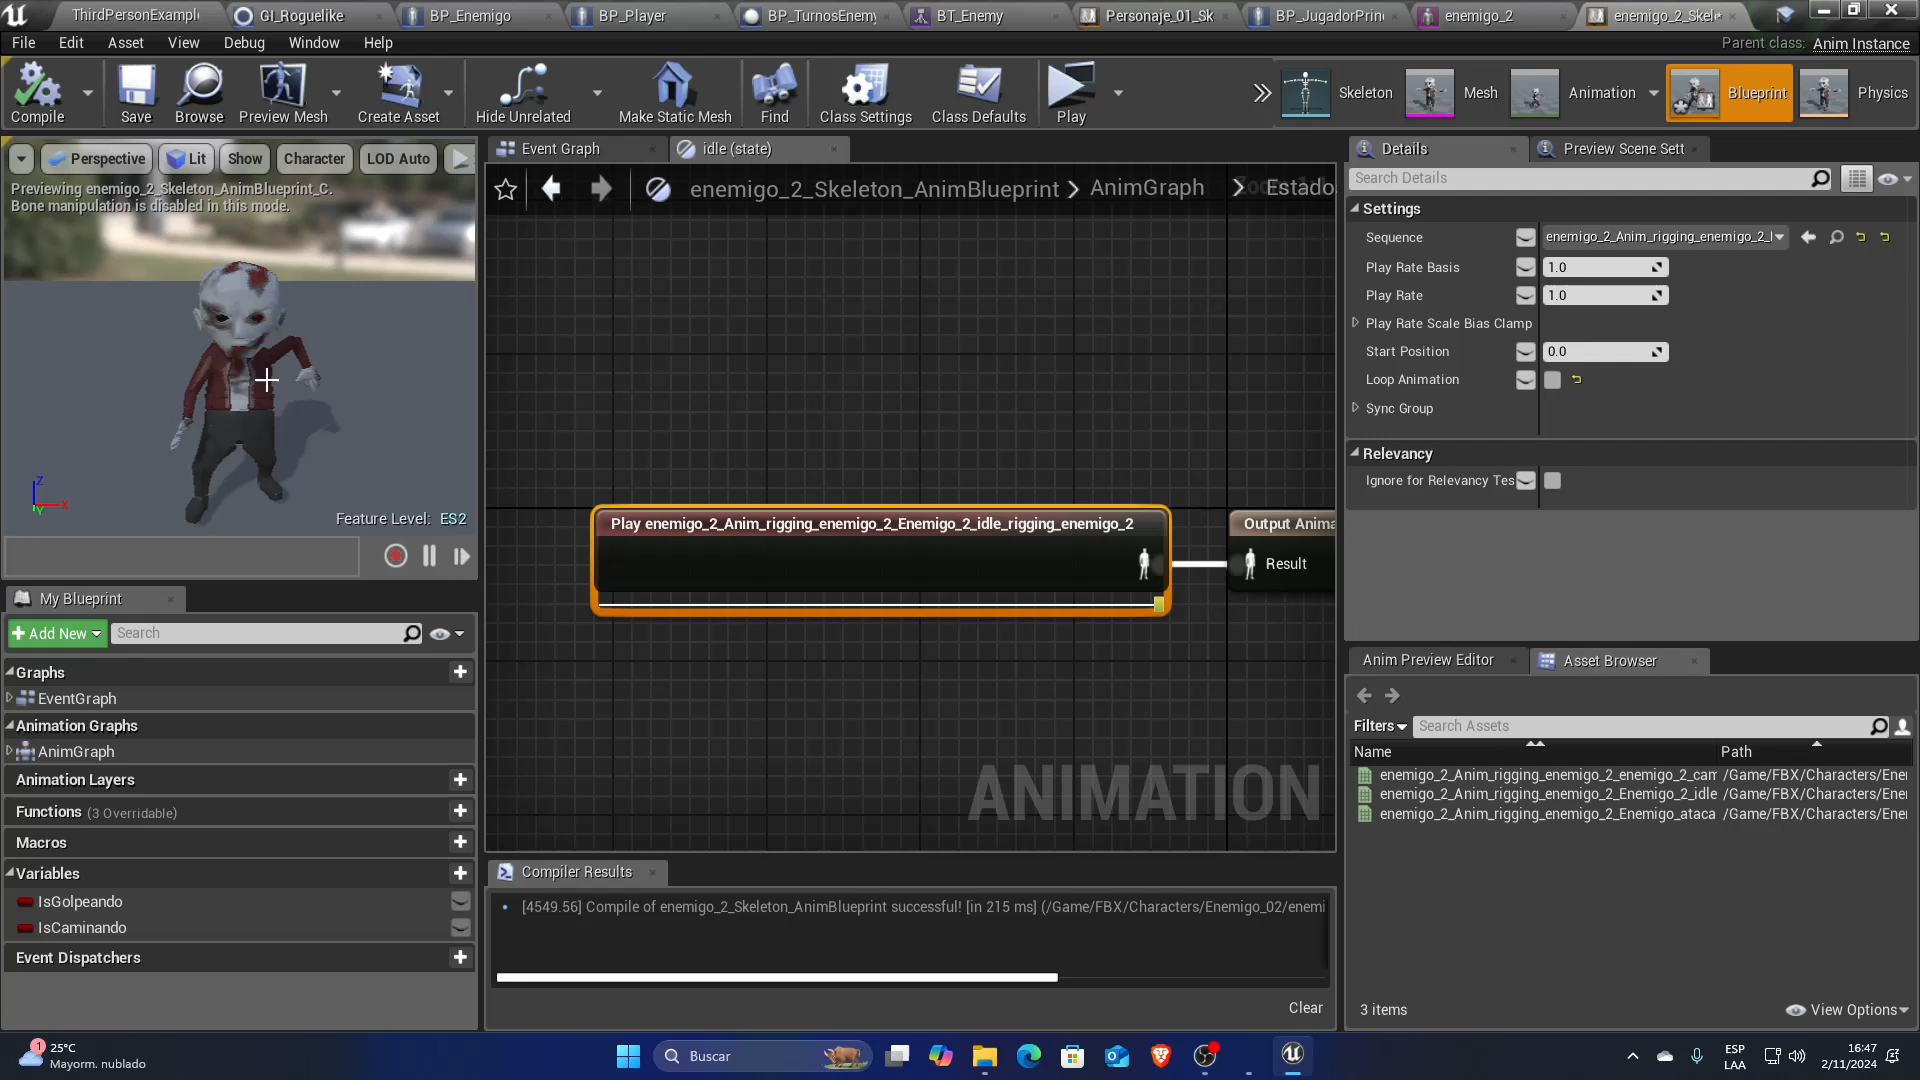 ThirdPersonExampl
GI_Roguelike
BP_Enemigo
BP_Player
BP_TurnosEnemy
BT_Enemy
Personaje_01_Sk
BP_JugadorPrin
enemigo_2
enemigo_2_Skel
File Edit Asset View Debug Window Help
Parent class: Anim Instance
Compile
Save
Browse
Preview Mesh
Create Asset
Hide Unrelated
Make Static Mesh
Find
Class Settings
Class Defaults
Play
Skeleton
Mesh
Animation
Blueprint
Physics
Perspective
Lit
Show
Character
LOD Auto
Previewing enemigo_2_Skeleton_AnimBlueprint_C.
Bone manipulation is disabled in this mode.
Z
X
Y
Feature Level: ES2
Event Graph
idle (state)
enemigo_2_Skeleton_AnimBlueprint
AnimGraph
Estado
Play enemigo_2_Anim_rigging_enemigo_2_Enemigo_2_idle_rigging_enemigo_2
Output Anima
Result
ANIMATION
My Blueprint
Add New
Search
Graphs
EventGraph
Animation Graphs
AnimGraph
Animation Layers
Functions (3 Overridable)
Macros
Variables
IsGolpeando
IsCaminando
Event Dispatchers
Compiler Results
[4549.56] Compile of enemigo_2_Skeleton_AnimBlueprint successful! [in 215 ms] (/Game/FBX/Characters/Enemigo_02/enemi
Clear
Details
Preview Scene Sett
Search Details
Settings
Sequence
enemigo_2_Anim_rigging_enemigo_2_
Play Rate Basis
1.0
Play Rate
1.0
Play Rate Scale Bias Clamp
Start Position
0.0
Loop Animation
Sync Group
Relevancy
Ignore for Relevancy Tes
Anim Preview Editor
Asset Browser
Filters
Search Assets
Name
Path
enemigo_2_Anim_rigging_enemigo_2_enemigo_2_cam /Game/FBX/Characters/Ene
enemigo_2_Anim_rigging_enemigo_2_Enemigo_2_idle /Game/FBX/Characters/Ene
enemigo_2_Anim_rigging_enemigo_2_Enemigo_ataca /Game/FBX/Characters/Ene
3 items
View Options
1
25°C
Mayorm. nublado
Buscar
ESP
LAA
16:47
2/11/2024